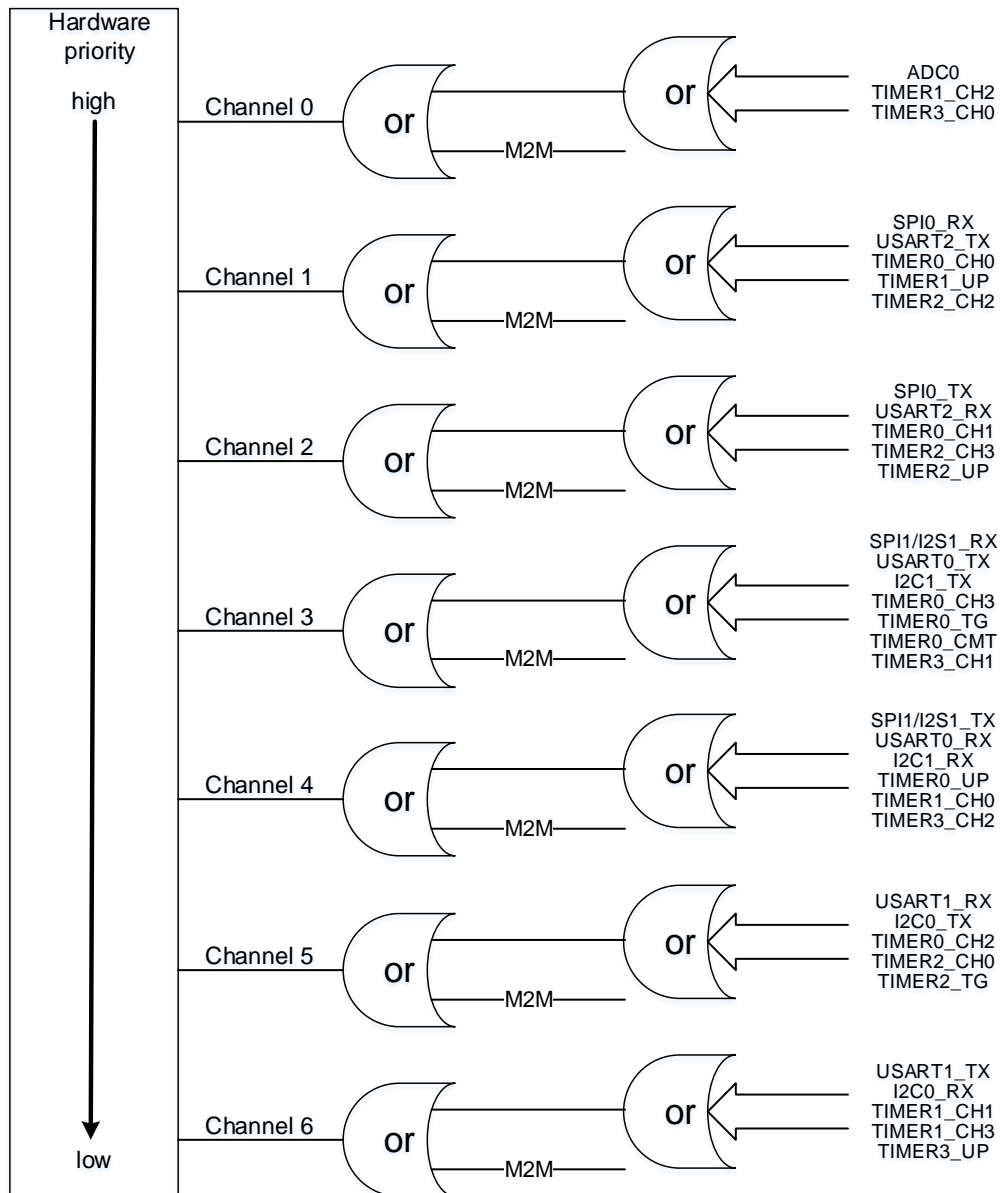 Hardware
priority
high
Channel 0
or
M2M
or
ADC0
TIMER1_CH2
TIMER3_CH0
Channel 1
or
M2M
or
SPI0_RX
USART2_TX
TIMER0_CH0
TIMER1_UP
TIMER2_CH2
Channel 2
or
M2M
or
SPI0_TX
USART2_RX
TIMER0_CH1
TIMER2_CH3
TIMER2_UP
Channel 3
or
M2M
or
SPI1/I2S1_RX
USART0_TX
I2C1_TX
TIMER0_CH3
TIMER0_TG
TIMER0_CMT
TIMER3_CH1
Channel 4
or
M2M
or
SPI1/I2S1_TX
USART0_RX
I2C1_RX
TIMER0_UP
TIMER1_CH0
TIMER3_CH2
Channel 5
or
M2M
or
USART1_RX
I2C0_TX
TIMER0_CH2
TIMER2_CH0
TIMER2_TG
Channel 6
or
M2M
or
USART1_TX
I2C0_RX
TIMER1_CH1
TIMER1_CH3
TIMER3_UP
low